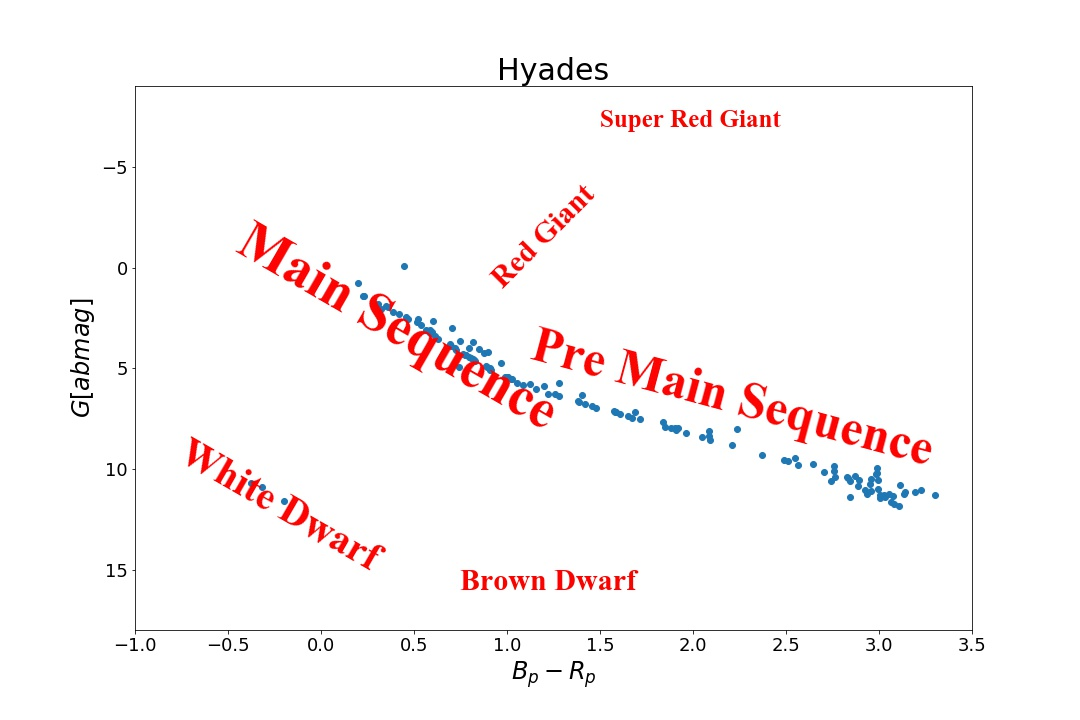 Hyades
Super Red Giant
Red Giant
Main Sequence
Pre Main Sequence
White Dwarf
Brown Dwarf
G[abmag]
−5
0
5
10
15
−1.0 −0.5 0.0 0.5 1.0 1.5 2.0 2.5 3.0 3.5
Bₚ − Rₚ